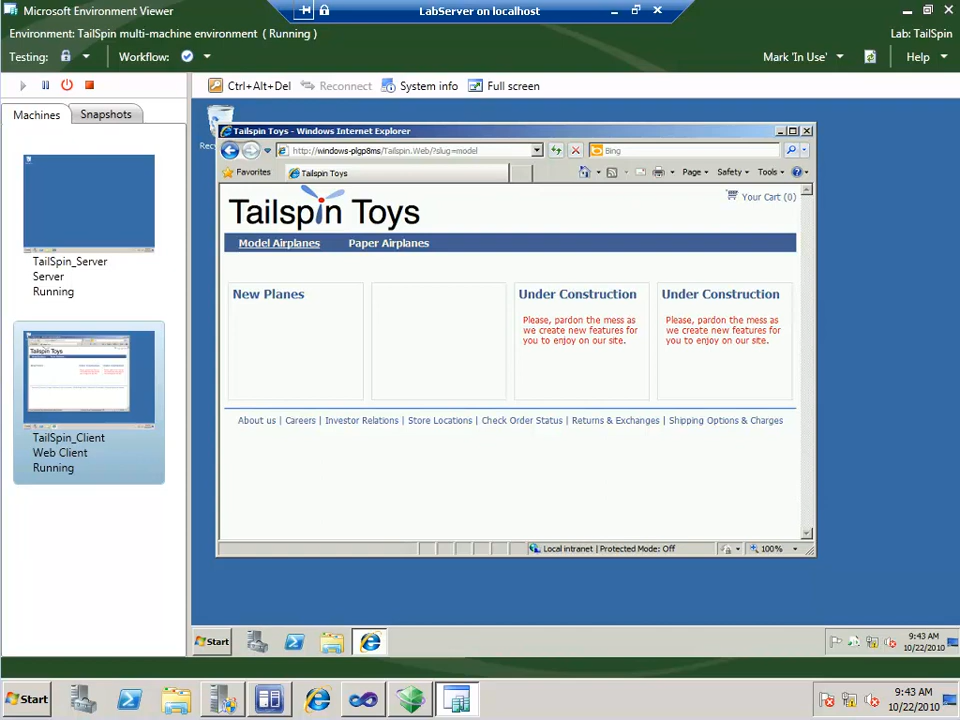 Microsoft Environment Viewer
LabServer on localhost
Environment: TailSpin multi-machine environment ( Running )
Lab: TailSpin
Testing:
Workflow:
Mark 'In Use'
Help
Ctrl+Alt+Del
Reconnect
System info
Full screen
Machines
Snapshots
TailSpin_Server
Server
Running
TailSpin_Client
Web Client
Running
Tailspin Toys - Windows Internet Explorer
http://windows-plgp8ms/Tailspin.Web/?slug=model
Bing
Favorites
Tailspin Toys
Page
Safety
Tools
Tailspin Toys
Your Cart (0)
Model Airplanes
Paper Airplanes
New Planes
Under Construction
Please, pardon the mess as
we create new features for
you to enjoy on our site.
Under Construction
Please, pardon the mess as
we create new features for
you to enjoy on our site.
About us | Careers | Investor Relations | Store Locations | Check Order Status | Returns & Exchanges | Shipping Options & Charges
Local intranet | Protected Mode: Off
100%
Start
9:43 AM
10/22/2010
Start
9:43 AM
10/22/2010